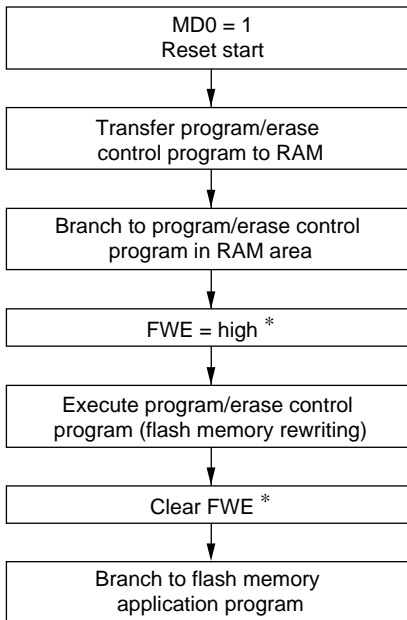 MD0 = 1
Reset start
Transfer program/erase
control program to RAM
Branch to program/erase control
program in RAM area
FWE = high *
Execute program/erase control
program (flash memory rewriting)
Clear FWE *
Branch to flash memory
application program